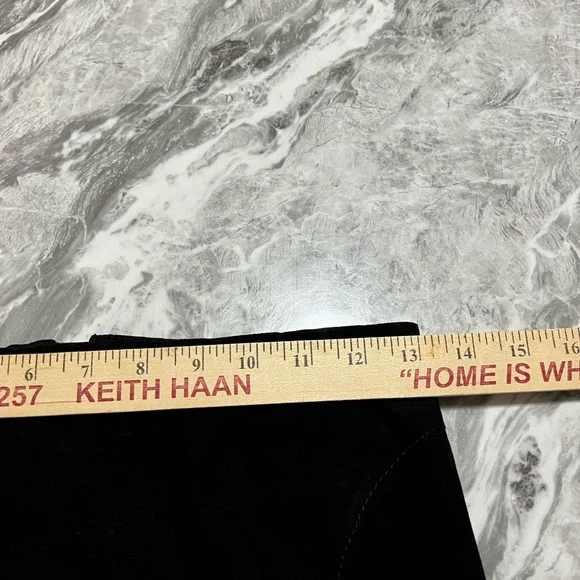 6 7 8 9 10 11 12 13 14 15 16
257 KEITH HAAN "HOME IS WH